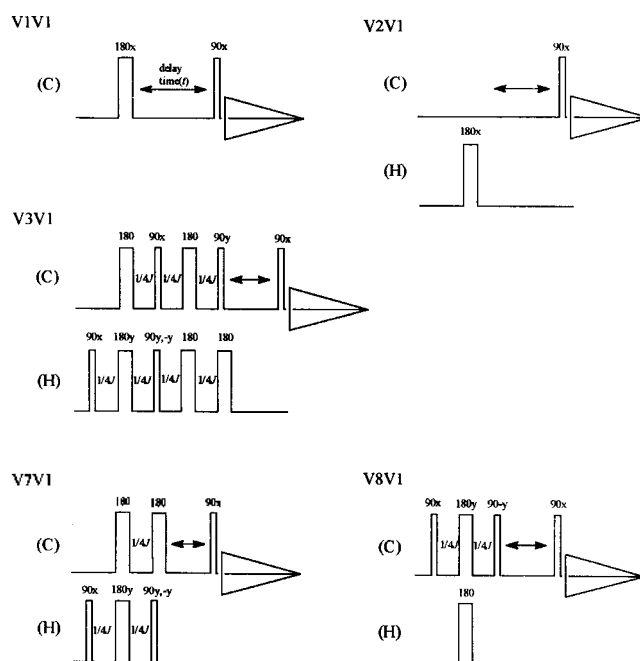 V1V1
180x 90x
(C) delay
time(t)
V2V1
90x
(C)
180x
(H)
V3V1
180 90x 180 90y 90x
(C) 1/4J 1/4J 1/4J 1/4J
90x 180y 90y,-y 180 180
(H) 1/4J 1/4J 1/4J 1/4J
V7V1
180 180 90x
(C) 1/4J
90x 180y 90y,-y
(H) 1/4J 1/4J
V8V1
90x 180y 90-y 90x
(C) 1/4J 1/4J
180
(H)